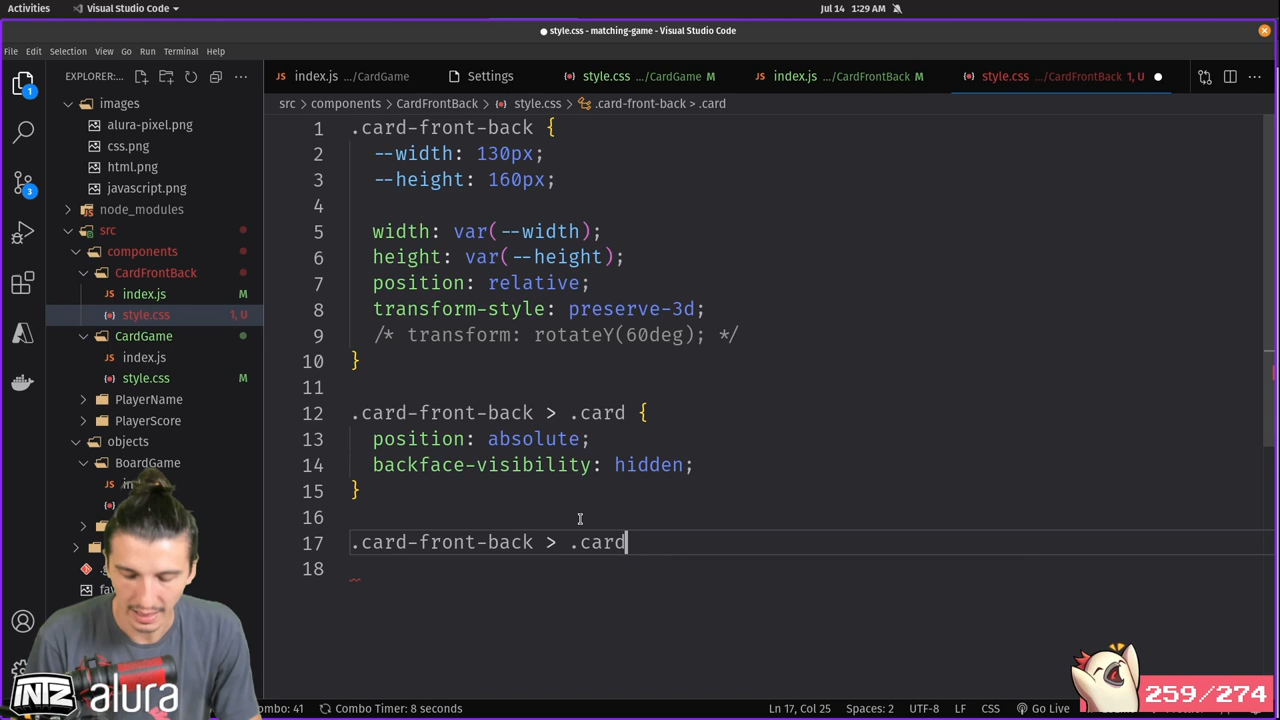 Activities
Visual Studio Code
Jul 14 1:29 AM
● style.css - matching-game - Visual Studio Code
File Edit Selection View Go Run Terminal Help
EXPLORER:...
index.js .../CardGame
Settings
style.css .../CardGame M
index.js .../CardFrontBack M
style.css .../CardFrontBack 1, U
src > components > CardFrontBack > style.css > .card-front-back > .card
images
alura-pixel.png
css.png
html.png
javascript.png
node_modules
src
components
CardFrontBack
index.js M
style.css 1, U
CardGame
index.js
style.css M
PlayerName
PlayerScore
objects
BoardGame
1
3
1 .card-front-back {
2 --width: 130px;
3 --height: 160px;
4
5 width: var(--width);
6 height: var(--height);
7 position: relative;
8 transform-style: preserve-3d;
9 /* transform: rotateY(60deg); */
10 }
11
12 .card-front-back > .card {
13 position: absolute;
14 backface-visibility: hidden;
15 }
16
17 .card-front-back > .card
18
INTZ alura
259/274
Combo: 41 Combo Timer: 8 seconds
Ln 17, Col 25 Spaces: 2 UTF-8 LF CSS Go Live